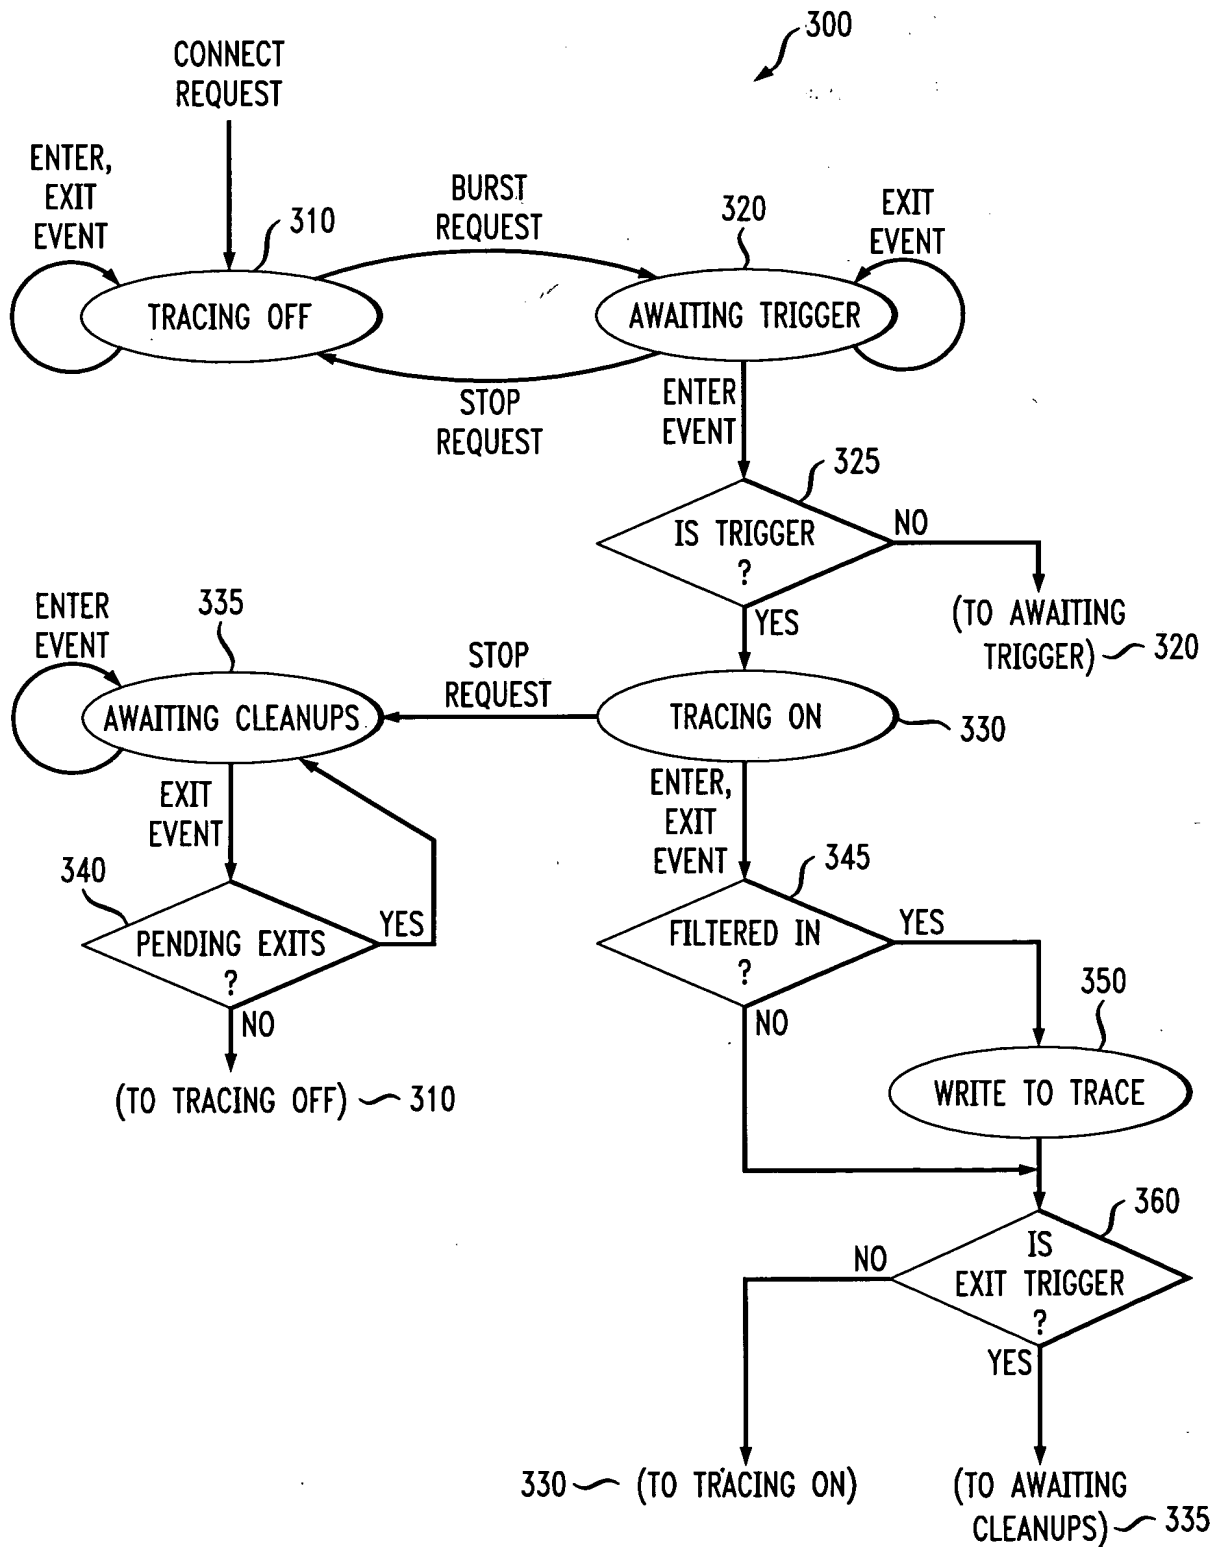 300
CONNECT
REQUEST
ENTER,
EXIT
EVENT
310
BURST
REQUEST
320
EXIT
EVENT
TRACING OFF
AWAITING TRIGGER
STOP
REQUEST
ENTER
EVENT
325
IS TRIGGER
?
NO
YES
(TO AWAITING
TRIGGER) 320
335
ENTER
EVENT
STOP
REQUEST
AWAITING CLEANUPS
TRACING ON
330
EXIT
EVENT
ENTER,
EXIT
EVENT
340
345
PENDING EXITS
?
YES
NO
(TO TRACING OFF) 310
FILTERED IN
?
YES
NO
350
WRITE TO TRACE
360
IS
EXIT TRIGGER
?
NO
YES
330 (TO TRACING ON)
(TO AWAITING
CLEANUPS) 335